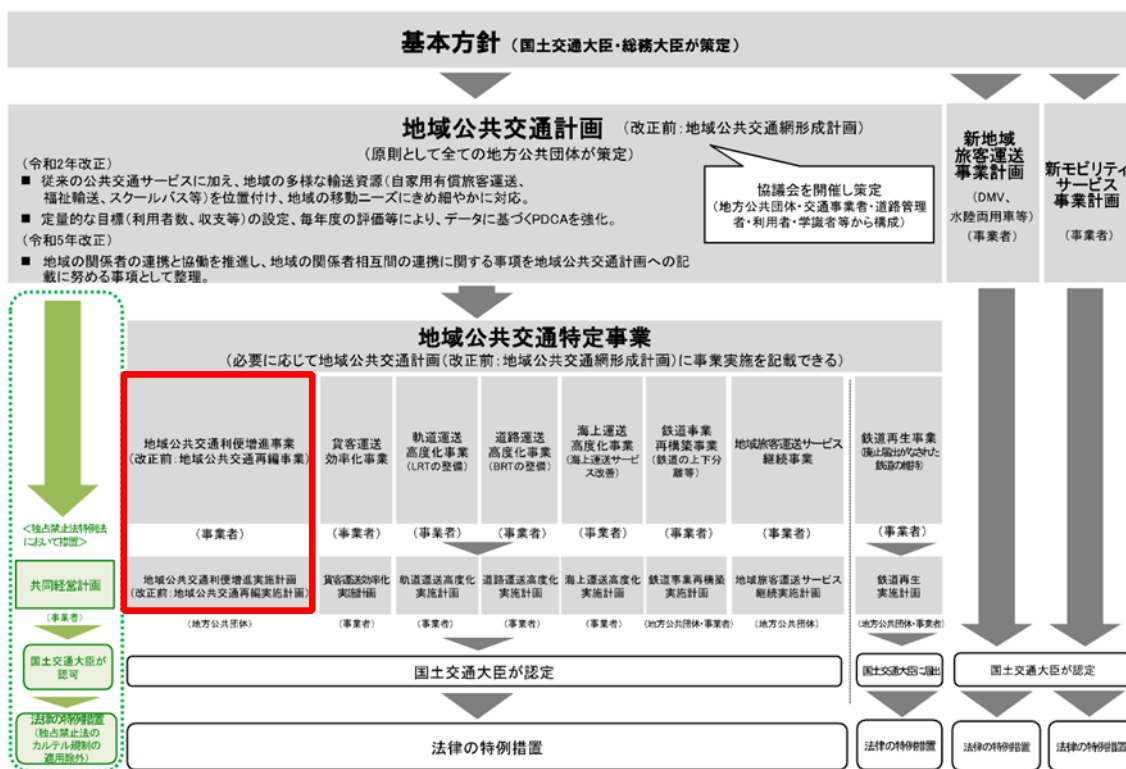 基本方針（国土交通大臣・総務大臣が策定）
地域公共交通計画（改正前：地域公共交通網形成計画）
（原則として全ての地方公共団体が策定）
（令和2年改正）
■ 従来の公共交通サービスに加え、地域の多様な輸送資源（自家用有償旅客運送、
福祉輸送、スクールバス等）を位置付け、地域の移動ニーズにきめ細やかに対応。
■ 定量的な目標（利用者数、収支等）の設定、毎年度の評価等により、データに基づくPDCAを強化。
（令和5年改正）
■ 地域の関係者の連携と協働を推進し、地域の関係者相互間の連携に関する事項を地域公共交通計画への記
載に努める事項として整理。
協議会を開催し策定
（地方公共団体・交通事業者・道路管理
者・利用者・学識者等から構成）
新地域
旅客運送
事業計画
（DMV、
水陸両用車等）
（事業者）
新モビリティ
サービス
事業計画
（事業者）
地域公共交通特定事業
（必要に応じて地域公共交通計画（改正前：地域公共交通網形成計画）に事業実施を記載できる）
地域公共交通利便増進事業
（改正前：地域公共交通再編事業）
（事業者）
貨客運送
効率化事業
（事業者）
軌道運送
高度化事業
（LRTの整備）
（事業者）
道路運送
高度化事業
（BRTの整備）
（事業者）
海上運送
高度化事業
（海上運送サービ
ス改善）
（事業者）
鉄道事業
再構築事業
（鉄道の上下分
離等）
（事業者）
地域旅客運送サービス
継続事業
（事業者）
鉄道再生事業
（廃止届出がなされた
鉄道の維持）
（事業者）
地域公共交通利便増進実施計画
（改正前：地域公共交通再編実施計画）
（地方公共団体）
貨客運送効率化
実施計画
（事業者）
軌道運送高度化
実施計画
（事業者）
道路運送高度化
実施計画
（事業者）
海上運送高度化
実施計画
（事業者）
鉄道事業再構築
実施計画
（地方公共団体・事業者）
地域旅客運送サービス
継続実施計画
（地方公共団体）
鉄道再生
実施計画
（地方公共団体・事業者）
＜独占禁止法特例法
において措置＞
共同経営計画
（事業者）
国土交通大臣が
認可
法律の特例措置
（独占禁止法の
カルテル規制の
適用除外）
国土交通大臣が認定
法律の特例措置
国土交通大臣に届出
法律の特例措置
国土交通大臣が認定
法律の特例措置
法律の特例措置